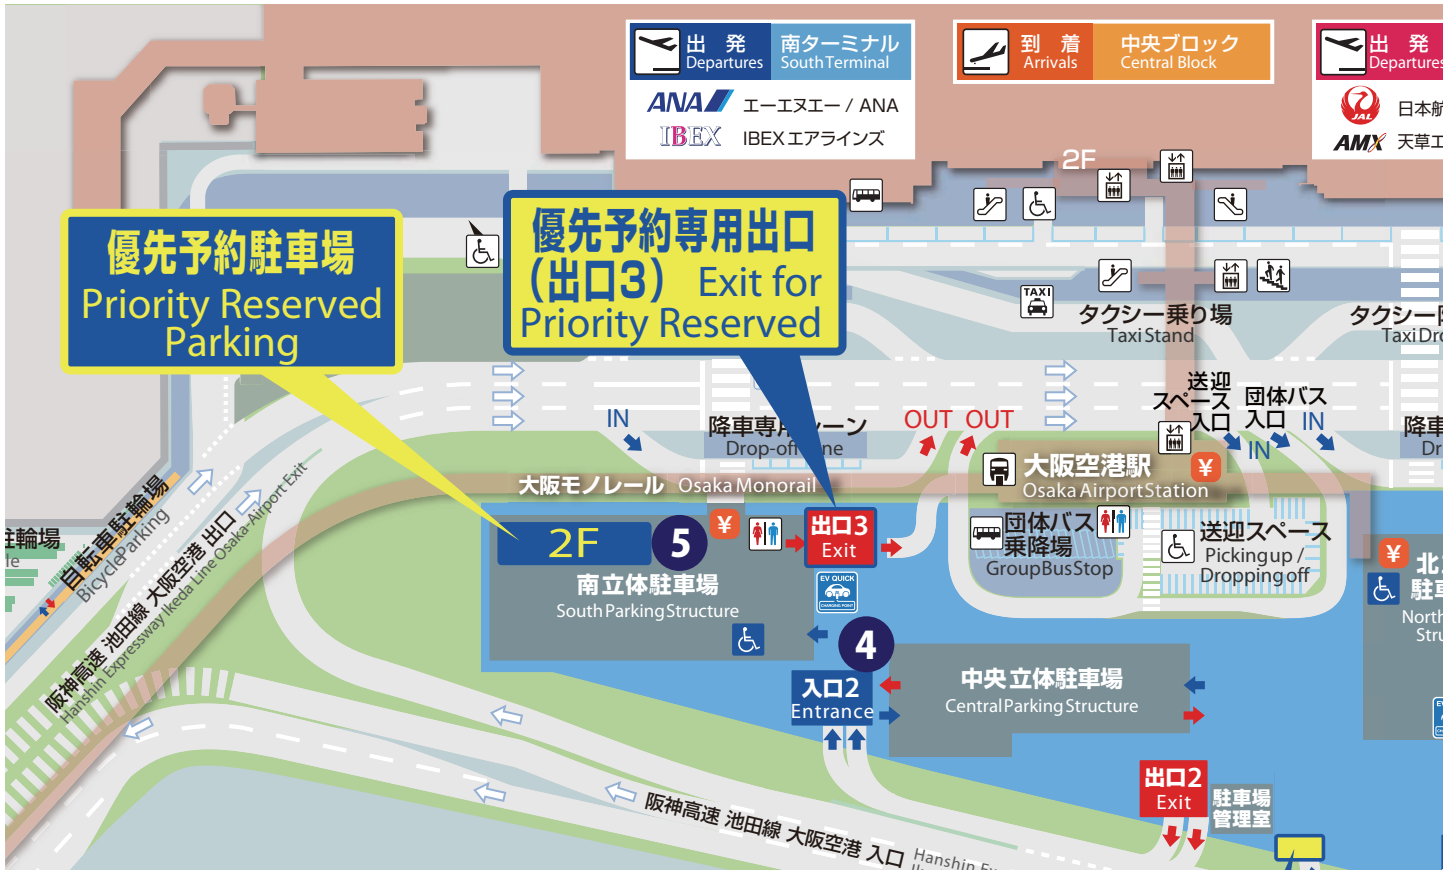 出 発
Departures
南ターミナル
South Terminal
ANA エーエヌエー / ANA
IBEX IBEXエアラインズ
到 着
Arrivals
中央ブロック
Central Block
出 発
Departures
JAL 日本航
AMX 天草エ
2F
優先予約駐車場
Priority Reserved
Parking
優先予約専用出口
(出口3) Exit for
Priority Reserved
TAXI
タクシー乗り場
Taxi Stand
タクシー
Taxi Dro
送迎
スペース
入口
IN
団体バス
入口
IN
IN
降車専用レーン
Drop-off Lane
OUT
OUT
降車
Dr
大阪空港駅
Osaka Airport Station
¥
大阪モノレール Osaka Monorail
2F
5
¥
出口3
Exit
団体バス
乗降場
Group Bus Stop
送迎スペース
Picking up /
Dropping off
¥
北
駐車
North
Stru
南立体駐車場
South Parking Structure
EV QUICK
CHARGING POINT
4
入口2
Entrance
中央立体駐車場
Central Parking Structure
駐輪場
le
自転車駐輪場
Bicycle Parking
阪神高速 池田線 大阪空港 出口
Hanshin Expressway Ikeda Line Osaka-Airport Exit
出口2
Exit
駐車場
管理室
阪神高速 池田線 大阪空港 入口
Hanshin Ex